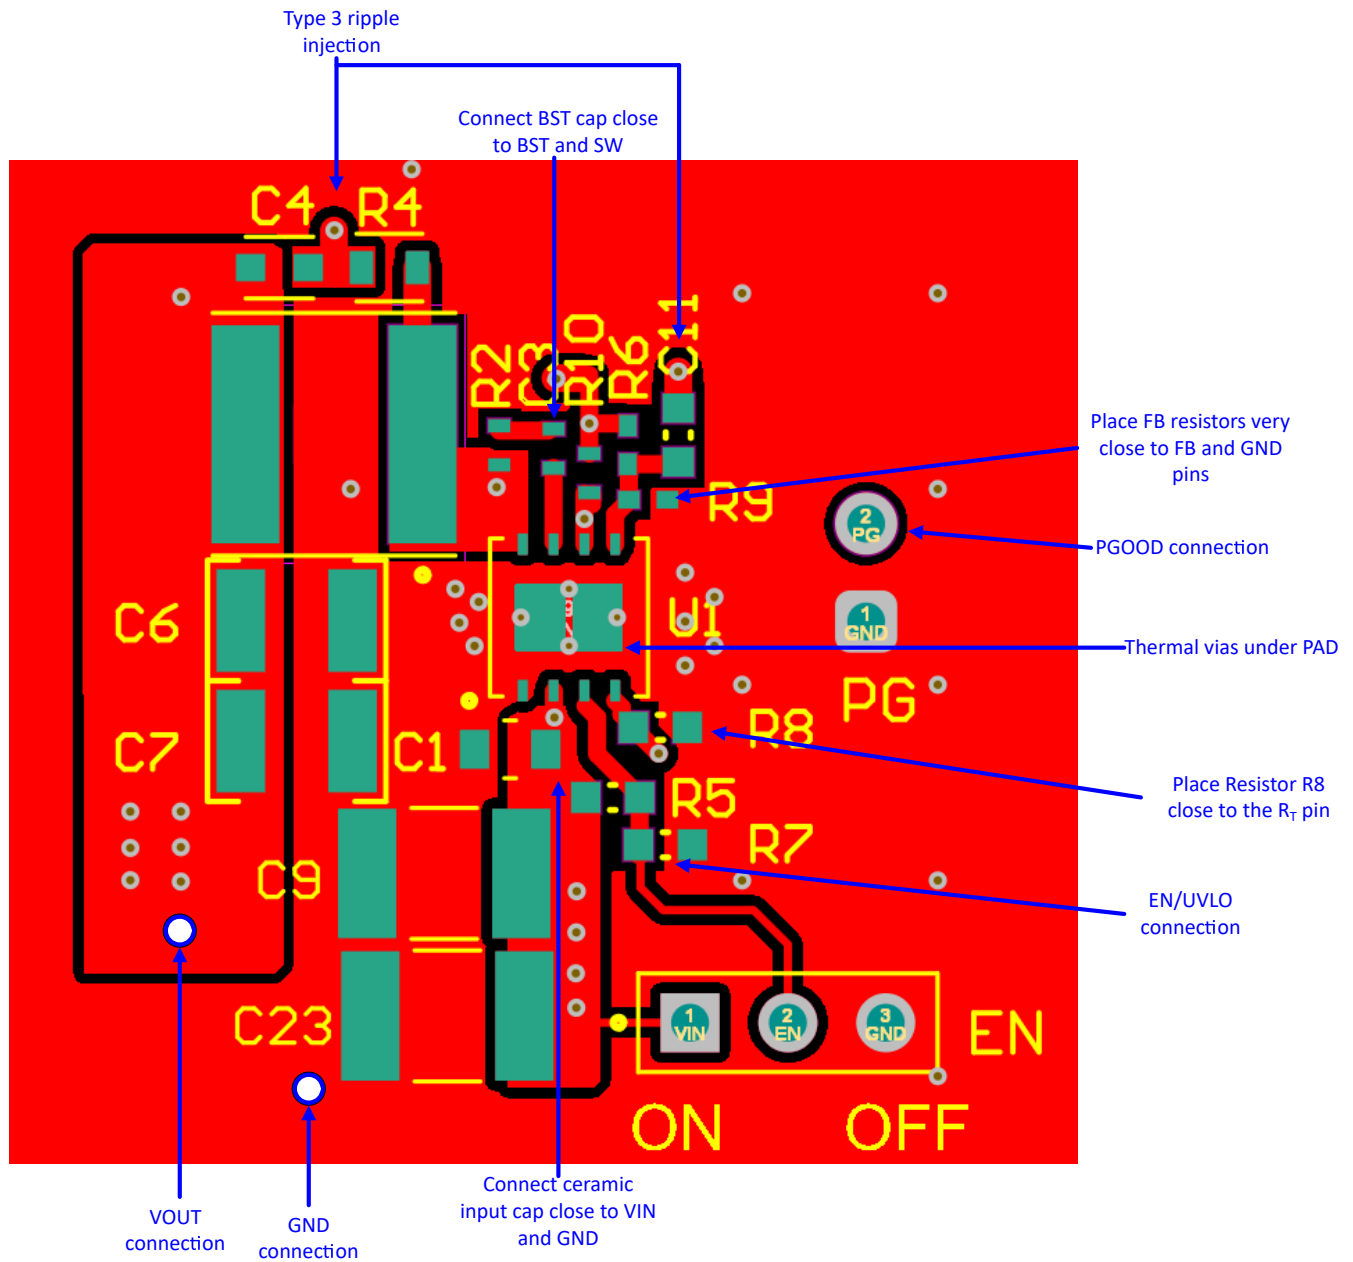 Type 3 ripple
injection
Connect BST cap close
to BST and SW
C4
R4
R2
C3
R10
R6
C11
Place FB resistors very
close to FB and GND
pins
R9
2
PG
PGOOD connection
C6
U1
1
GND
Thermal vias under PAD
PG
C7
C1
R8
R5
Place Resistor R8
close to the RT pin
R7
C9
EN/UVLO
connection
C23
1
VIN
2
EN
3
GND
EN
ON
OFF
Connect ceramic
input cap close to VIN
and GND
VOUT
connection
GND
connection